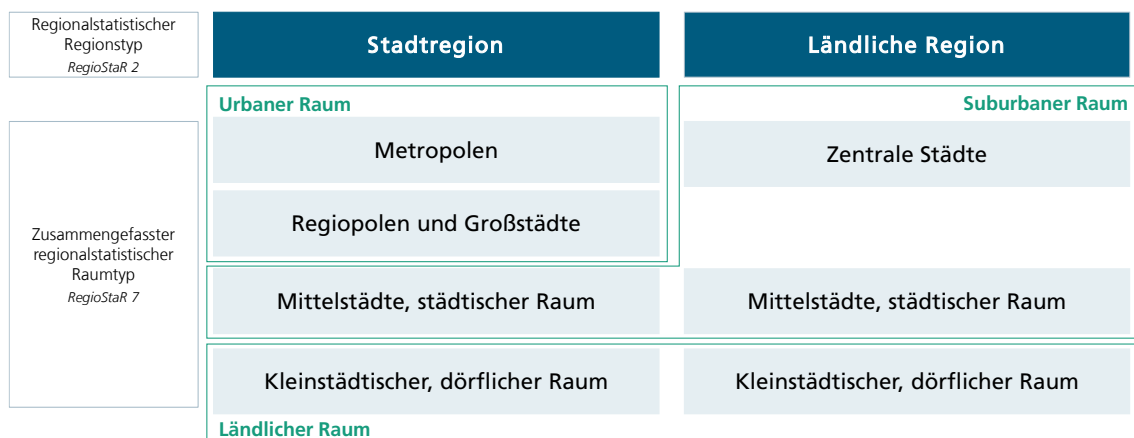 Regionalstatistischer
Regionstyp
RegioStaR 2
Stadtregion
Ländliche Region
Urbaner Raum
Suburbaner Raum
Zusammengefasster
regionalstatistischer
Raumtyp
RegioStaR 7
Metropolen
Zentrale Städte
Regiopolen und Großstädte
Mittelstädte, städtischer Raum
Mittelstädte, städtischer Raum
Kleinstädtischer, dörflicher Raum
Kleinstädtischer, dörflicher Raum
Ländlicher Raum